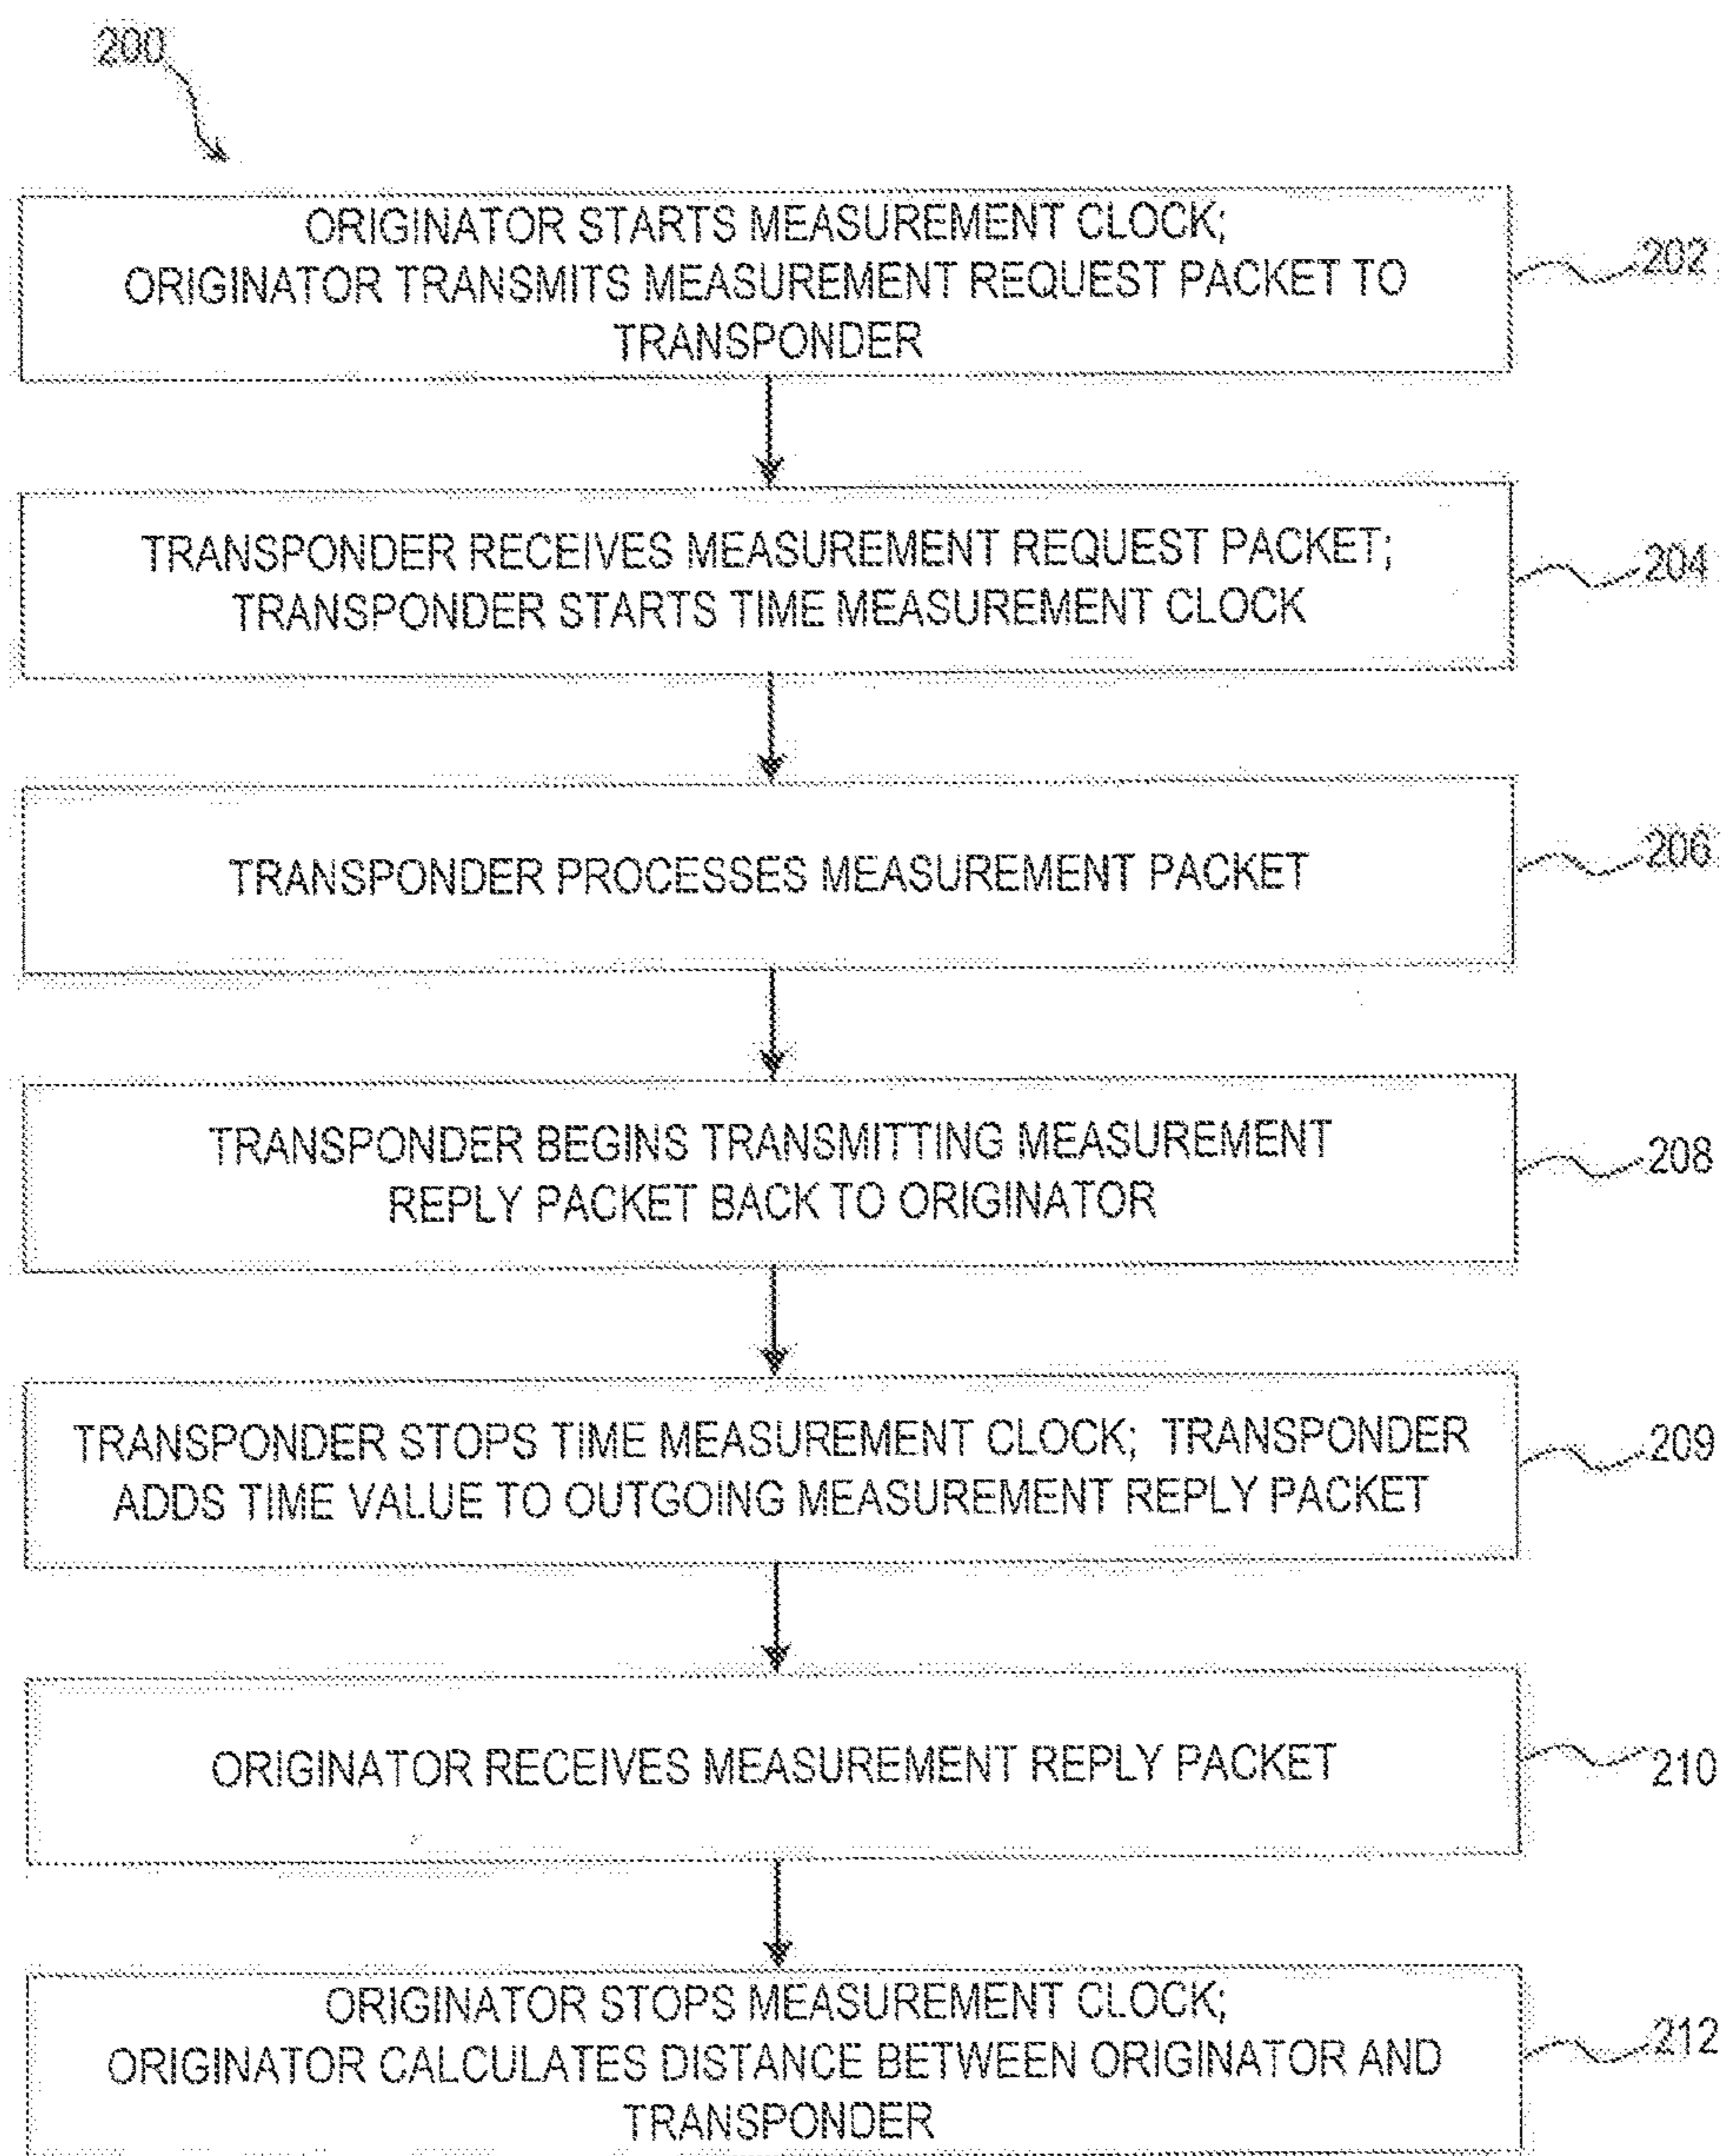 200
ORIGINATOR STARTS MEASUREMENT CLOCK;
ORIGINATOR TRANSMITS MEASUREMENT REQUEST PACKET TO
TRANSPONDER
202
TRANSPONDER RECEIVES MEASUREMENT REQUEST PACKET;
TRANSPONDER STARTS TIME MEASUREMENT CLOCK
204
TRANSPONDER PROCESSES MEASUREMENT PACKET
206
TRANSPONDER BEGINS TRANSMITTING MEASUREMENT
REPLY PACKET BACK TO ORIGINATOR
208
TRANSPONDER STOPS TIME MEASUREMENT CLOCK; TRANSPONDER
ADDS TIME VALUE TO OUTGOING MEASUREMENT REPLY PACKET
209
ORIGINATOR RECEIVES MEASUREMENT REPLY PACKET
210
ORIGINATOR STOPS MEASUREMENT CLOCK;
ORIGINATOR CALCULATES DISTANCE BETWEEN ORIGINATOR AND
TRANSPONDER
212